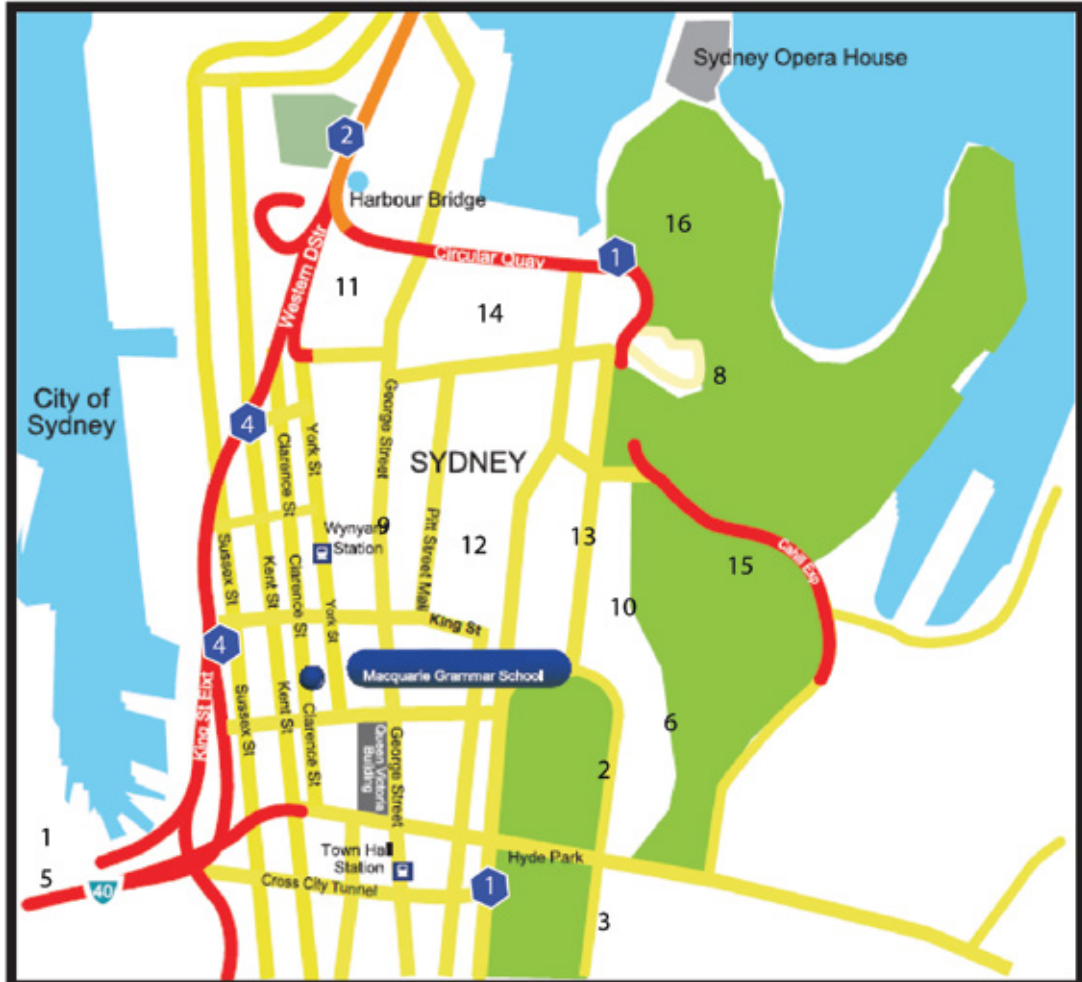 Sydney Opera House
2
Harbour Bridge
16
Western DStr
Circular Quay
1
11
14
8
City of
Sydney
4
George Street
York St
Clarence St
SYDNEY
Pitt Street Mall
9
Wynyard
Station
12
13
Cahill Exp
15
Sussex St
Kent St
Clarence St
York St
10
King St
4
Macquarie Grammar School
6
King St Eixt
Sussex St
Kent St
Clarence St
Queen Victoria
Building
George Street
2
1
Town Hall
Station
Hyde Park
5
40
Cross City Tunnel
1
3